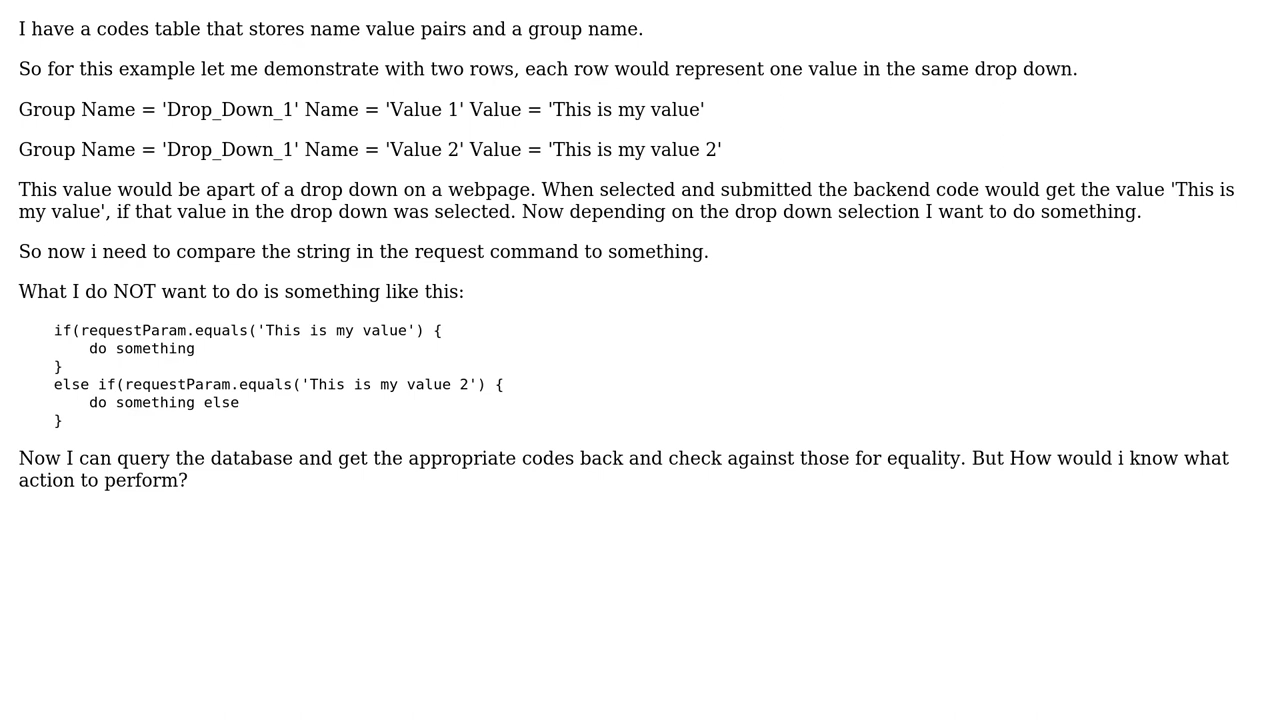 I have a codes table that stores name value pairs and a group name.
So for this example let me demonstrate with two rows, each row would represent one value in the same drop down.
Group Name = 'Drop_Down_1' Name = 'Value 1' Value = 'This is my value'
Group Name = 'Drop_Down_1' Name = 'Value 2' Value = 'This is my value 2'
This value would be apart of a drop down on a webpage. When selected and submitted the backend code would get the value 'This is
my value', if that value in the drop down was selected. Now depending on the drop down selection I want to do something.
So now i need to compare the string in the request command to something.
What I do NOT want to do is something like this:
if(requestParam.equals('This is my value') {
    do something
}
else if(requestParam.equals('This is my value 2') {
    do something else
}
Now I can query the database and get the appropriate codes back and check against those for equality. But How would i know what
action to perform?